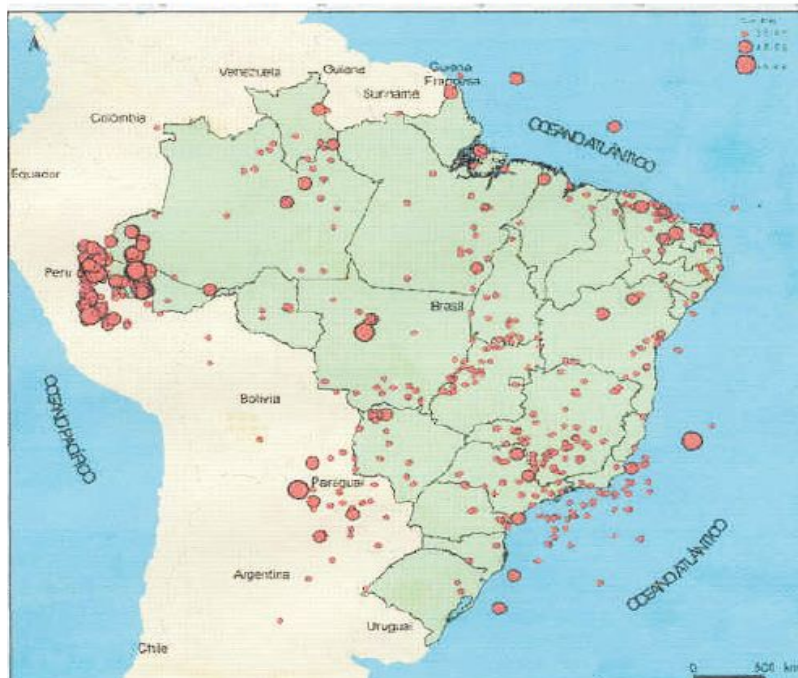 A
Venezuela
Guiana
Guiana
Francesa
Suriname
Colômbia
OCEANO ATLÂNTICO
Equador
Peru
Brasil
Bolívia
OCEANO PACÍFICO
Paraguai
OCEANO ATLÂNTICO
Argentina
Uruguai
Chile
0 500 km